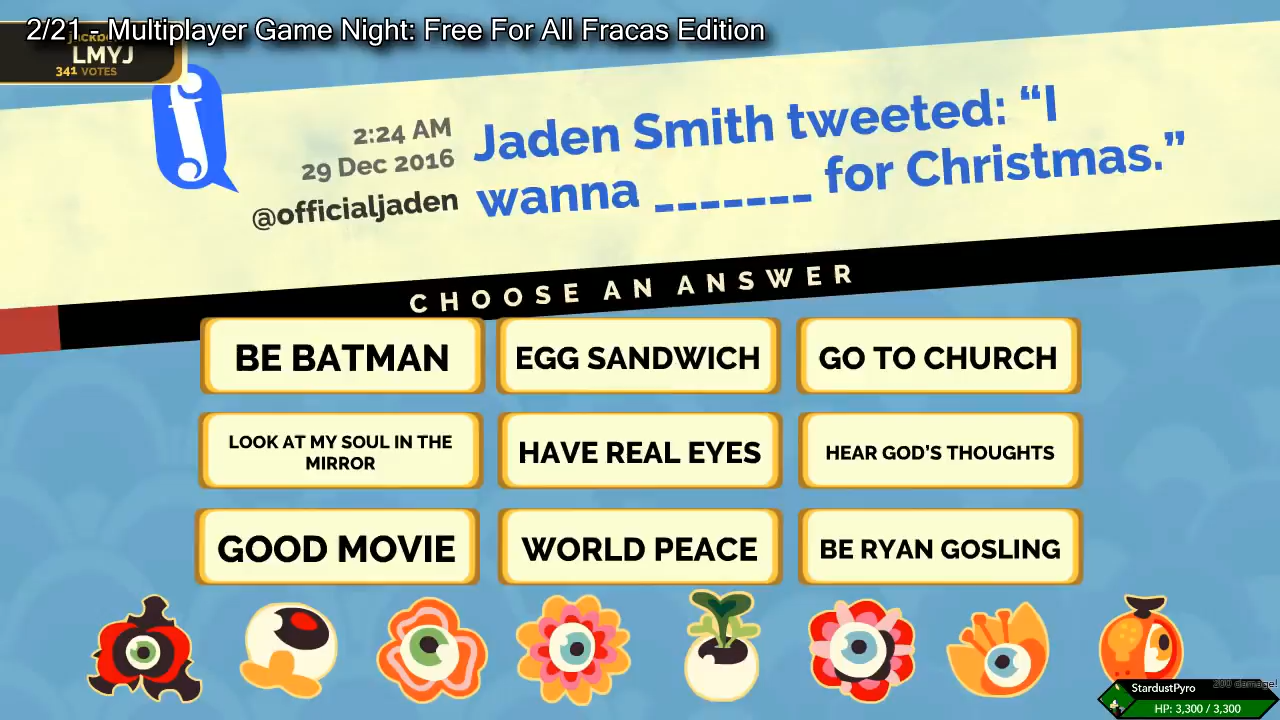 2/21 - Multiplayer Game Night: Free For All Fracas Edition
LMYJ
341 VOTES
2:24 AM
29 Dec 2016
@officialjaden
Jaden Smith tweeted: “I
wanna _______ for Christmas.”
CHOOSE AN ANSWER
BE BATMAN
EGG SANDWICH
GO TO CHURCH
LOOK AT MY SOUL IN THE
MIRROR
HAVE REAL EYES
HEAR GOD'S THOUGHTS
GOOD MOVIE
WORLD PEACE
BE RYAN GOSLING
StardustPyro
200 damage!
HP: 3,300 / 3,300